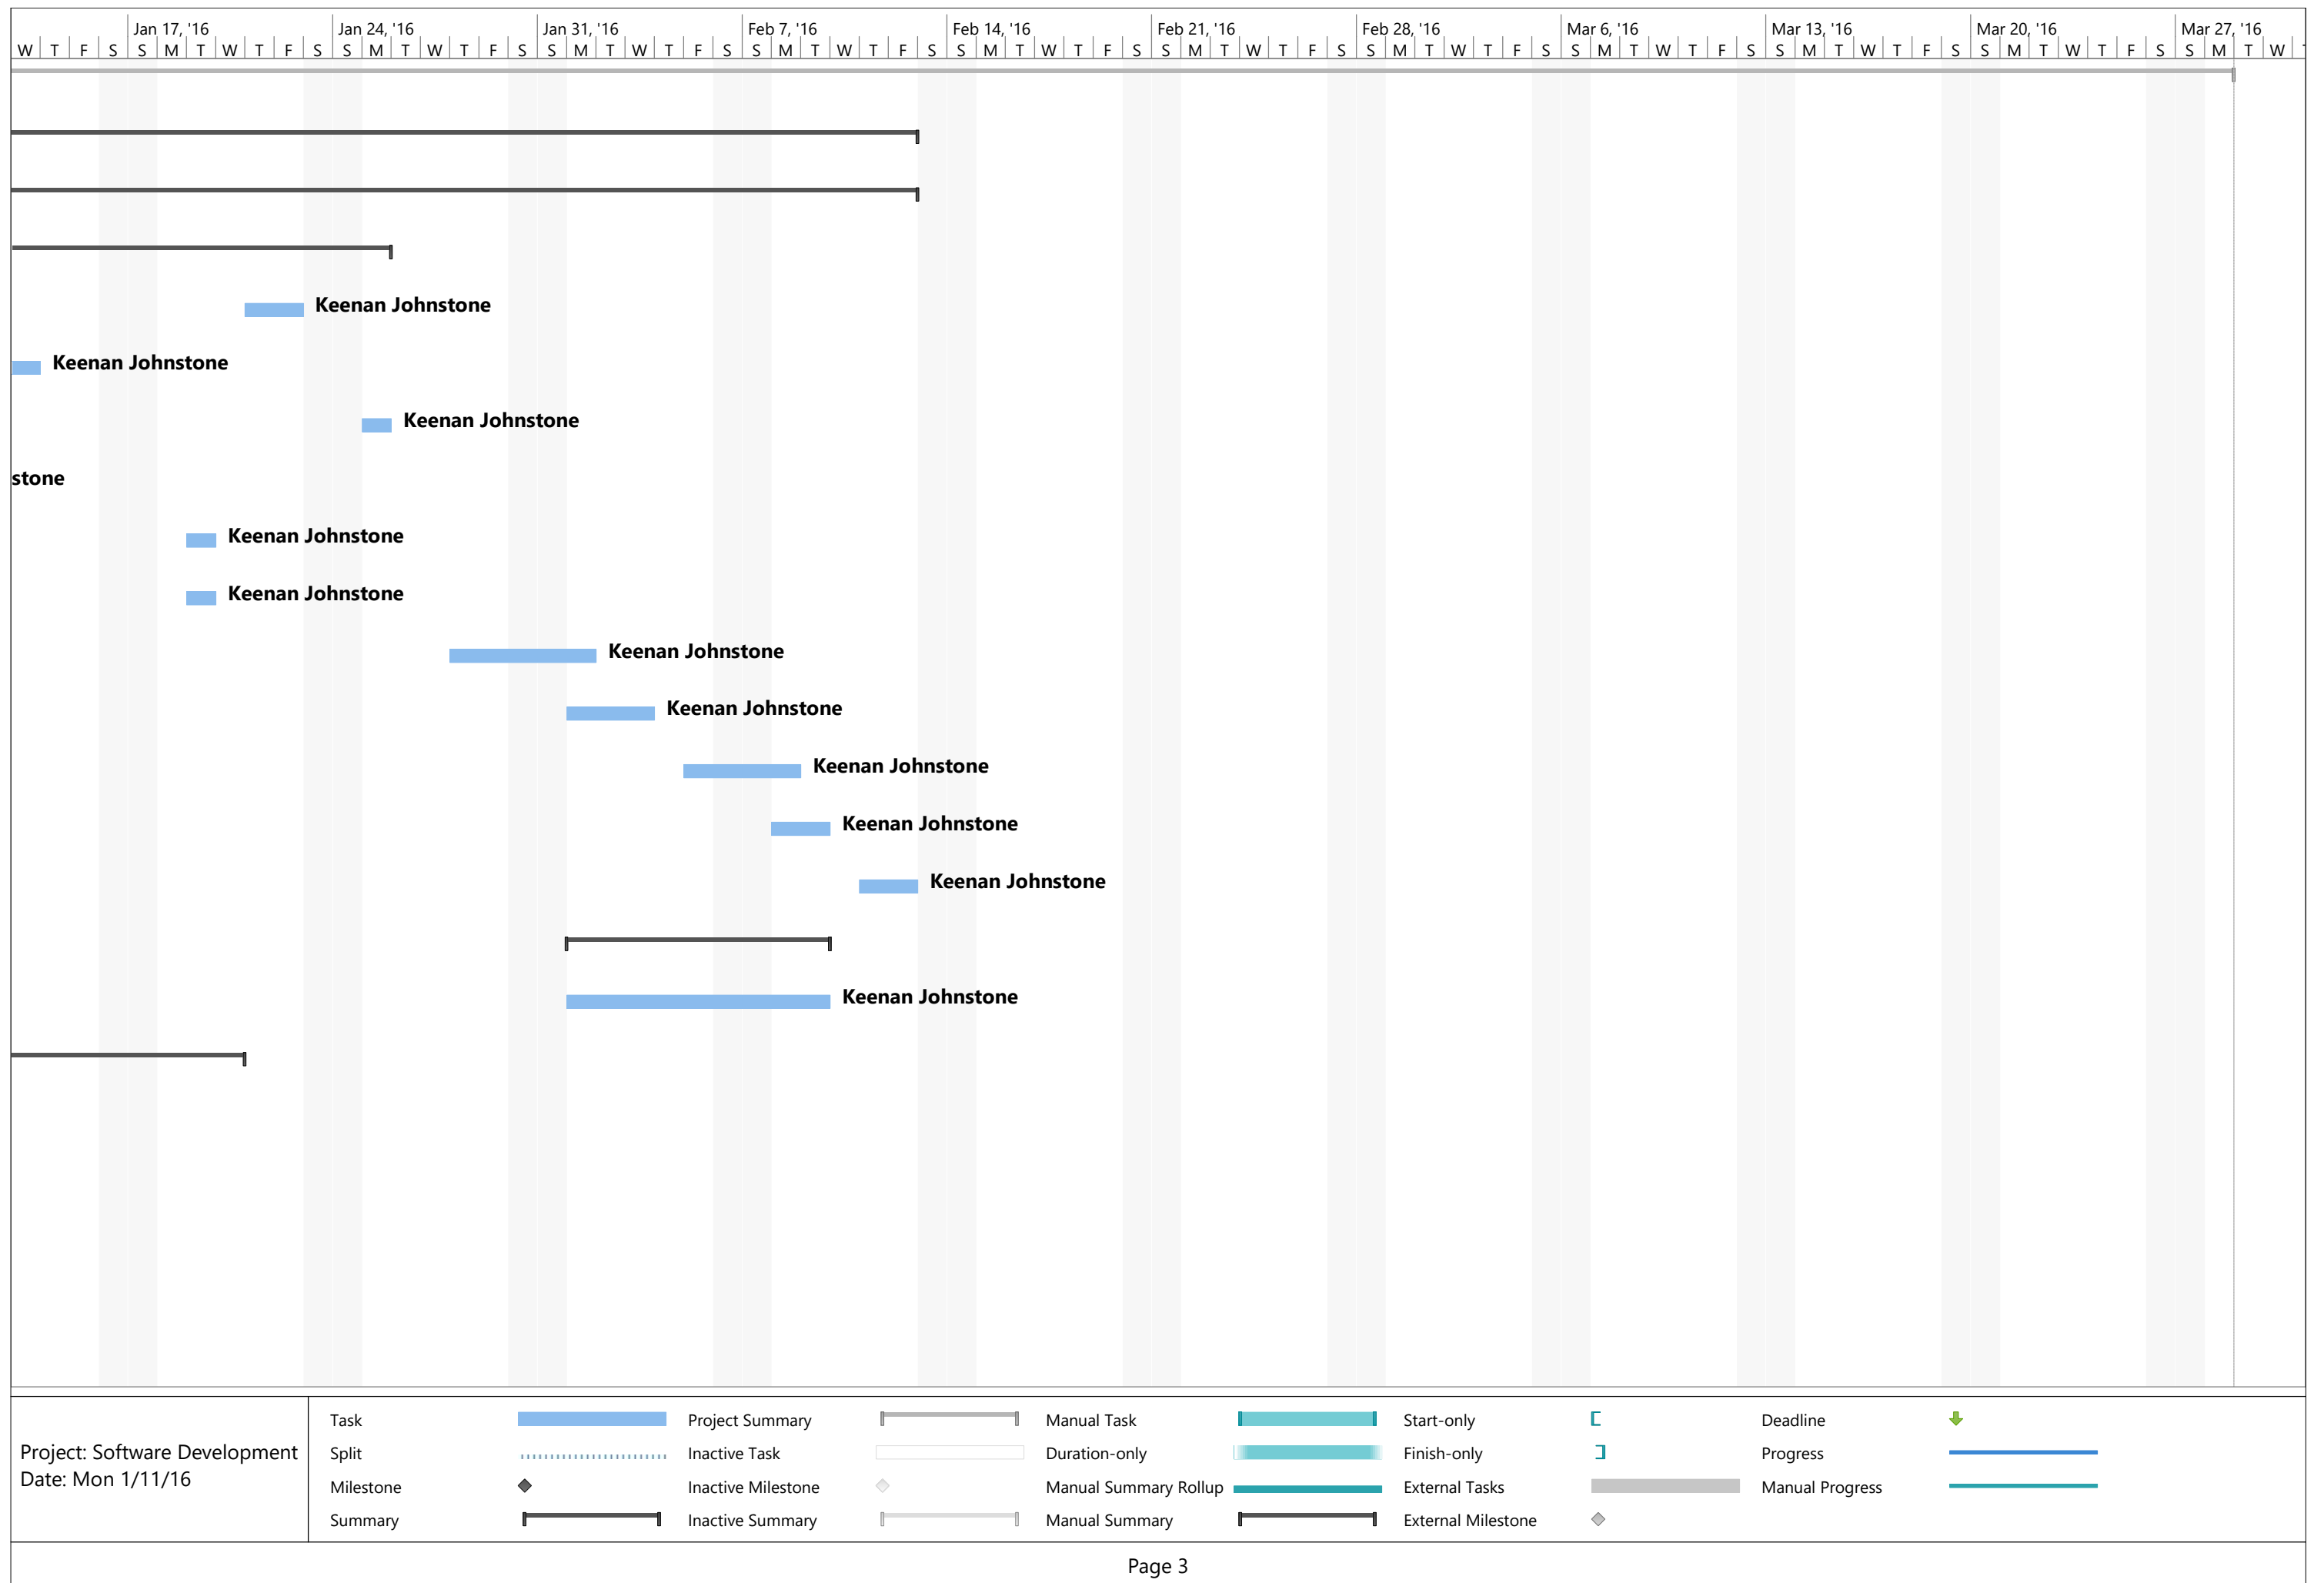 Jan 17, '16 Jan 24, '16 Jan 31, '16 Feb 7, '16 Feb 14, '16 Feb 21, '16 Feb 28, '16 Mar 6, '16 Mar 13, '16 Mar 20, '16 Mar 27, '16
W T F S S M T W T F S S M T W T F S S M T W T F S S M T W T F S S M T W T F S S M T W T F S S M T W T F S S M T W T F S S M T W T F S S M T W T F S S M T W
Keenan Johnstone
Keenan Johnstone
Keenan Johnstone
stone
Keenan Johnstone
Keenan Johnstone
Keenan Johnstone
Keenan Johnstone
Keenan Johnstone
Keenan Johnstone
Keenan Johnstone
Keenan Johnstone
Project: Software Development
Date: Mon 1/11/16
Task Project Summary Manual Task Start-only Deadline
Split Inactive Task Duration-only Finish-only Progress
Milestone Inactive Milestone Manual Summary Rollup External Tasks Manual Progress
Summary Inactive Summary Manual Summary External Milestone
Page 3